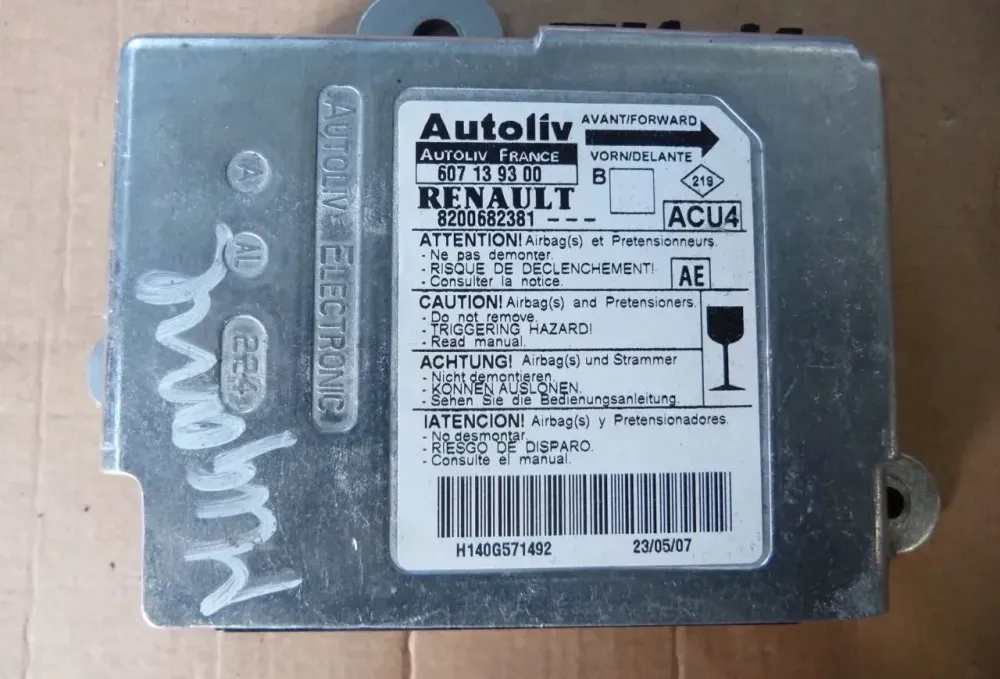 Autoliv
AUTOLIV FRANCE
607 13 93 00
RENAULT
8200682381 ---
AVANT/FORWARD
VORN/DELANTE
B
219
ACU4
ATTENTION! Airbag(s) et Pretensionneurs.
- Ne pas demonter.
- RISQUE DE DECLENCHEMENT!
- Consulter la notice.
AE
CAUTION! Airbag(s) and Pretensioners.
- Do not remove.
- TRIGGERING HAZARD!
- Read manual.
ACHTUNG! Airbag(s) und Strammer
- Nicht demontieren.
- KONNEN AUSLONEN.
- Sehen Sie die Bedienungsanleitung.
IATENCION! Airbag(s) y Pretensionadores.
- No desmontar.
- RIESGO DE DISPARO.
- Consulte el manual.
H140G571492 23/05/07
AUTOLIV ELECTRONIC
A
AL